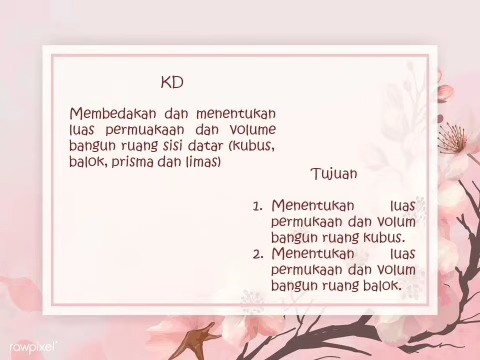 KD
Membedakan dan menentukan
luas permuakaan dan volume
bangun ruang sisi datar (kubus,
balok, prisma dan limas)
Tujuan
1. Menentukan luas
permukaan dan volum
bangun ruang kubus.
2. Menentukan luas
permukaan dan volum
bangun ruang balok.
rawpixel